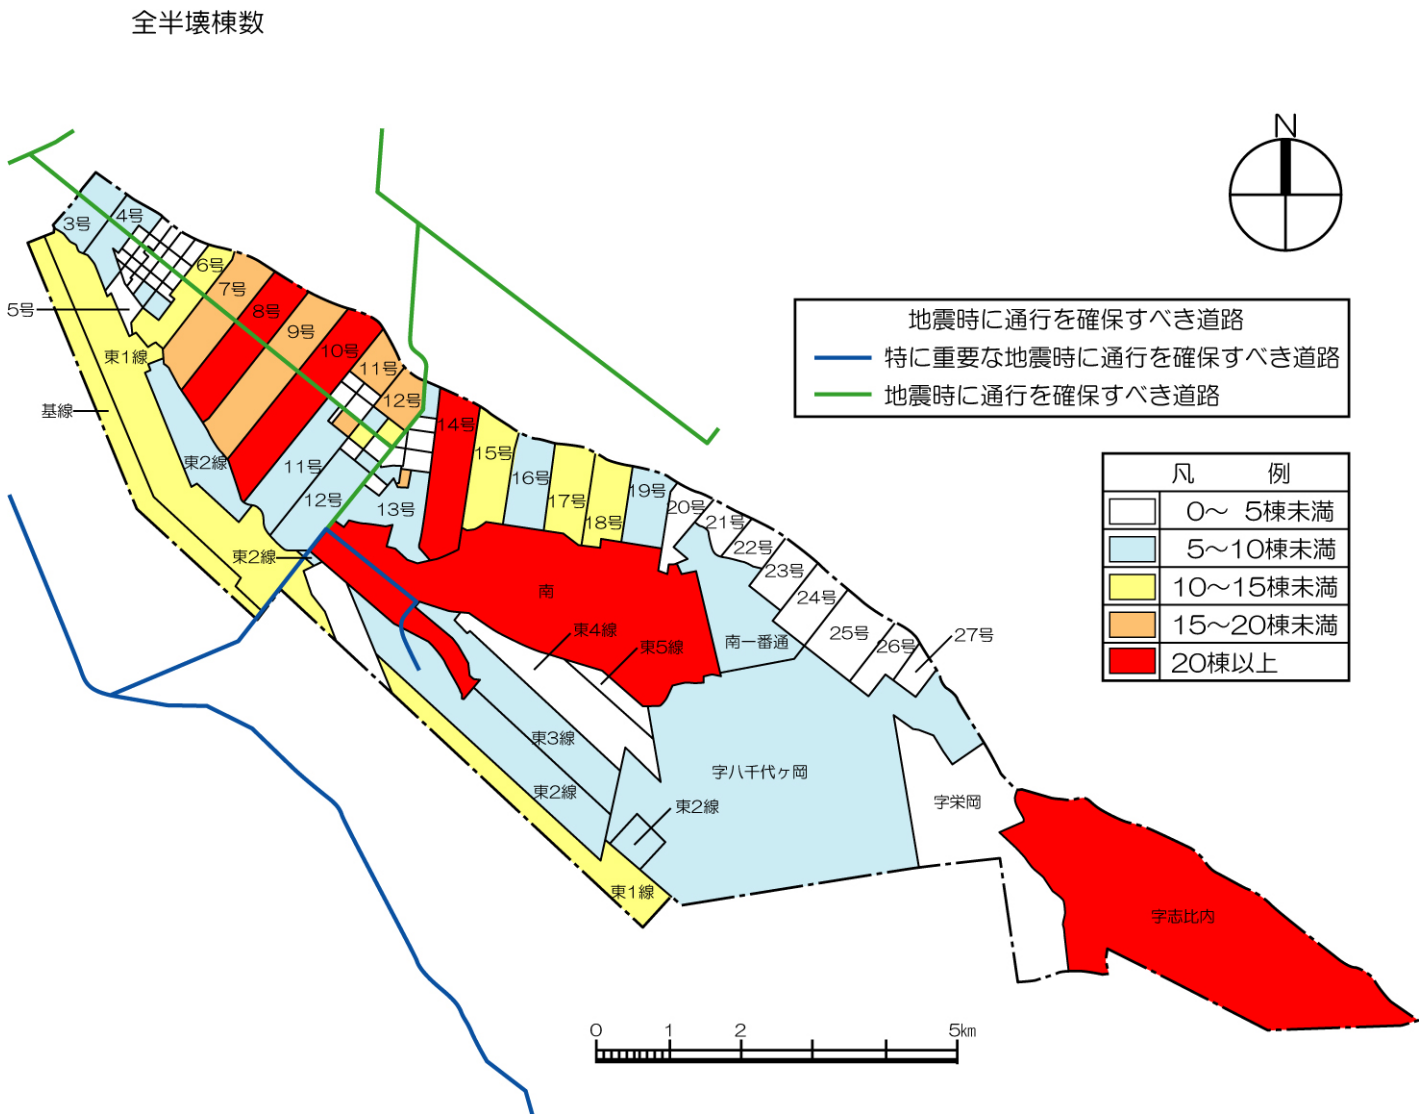 全半壊棟数
N
地震時に通行を確保すべき道路
特に重要な地震時に通行を確保すべき道路
地震時に通行を確保すべき道路
凡 例
0～ 5棟未満
5～10棟未満
10～15棟未満
15～20棟未満
20棟以上
3号
4号
5号
6号
7号
8号
9号
10号
11号
12号
東1線
基線
東2線
11号
12号
13号
14号
15号
16号
17号
18号
19号
20号
21号
22号
23号
24号
25号
26号
27号
東2線
南
東4線
東5線
南一番通
東3線
東2線
東2線
東1線
字八千代ヶ岡
字栄岡
字志比内
0 1 2 5km